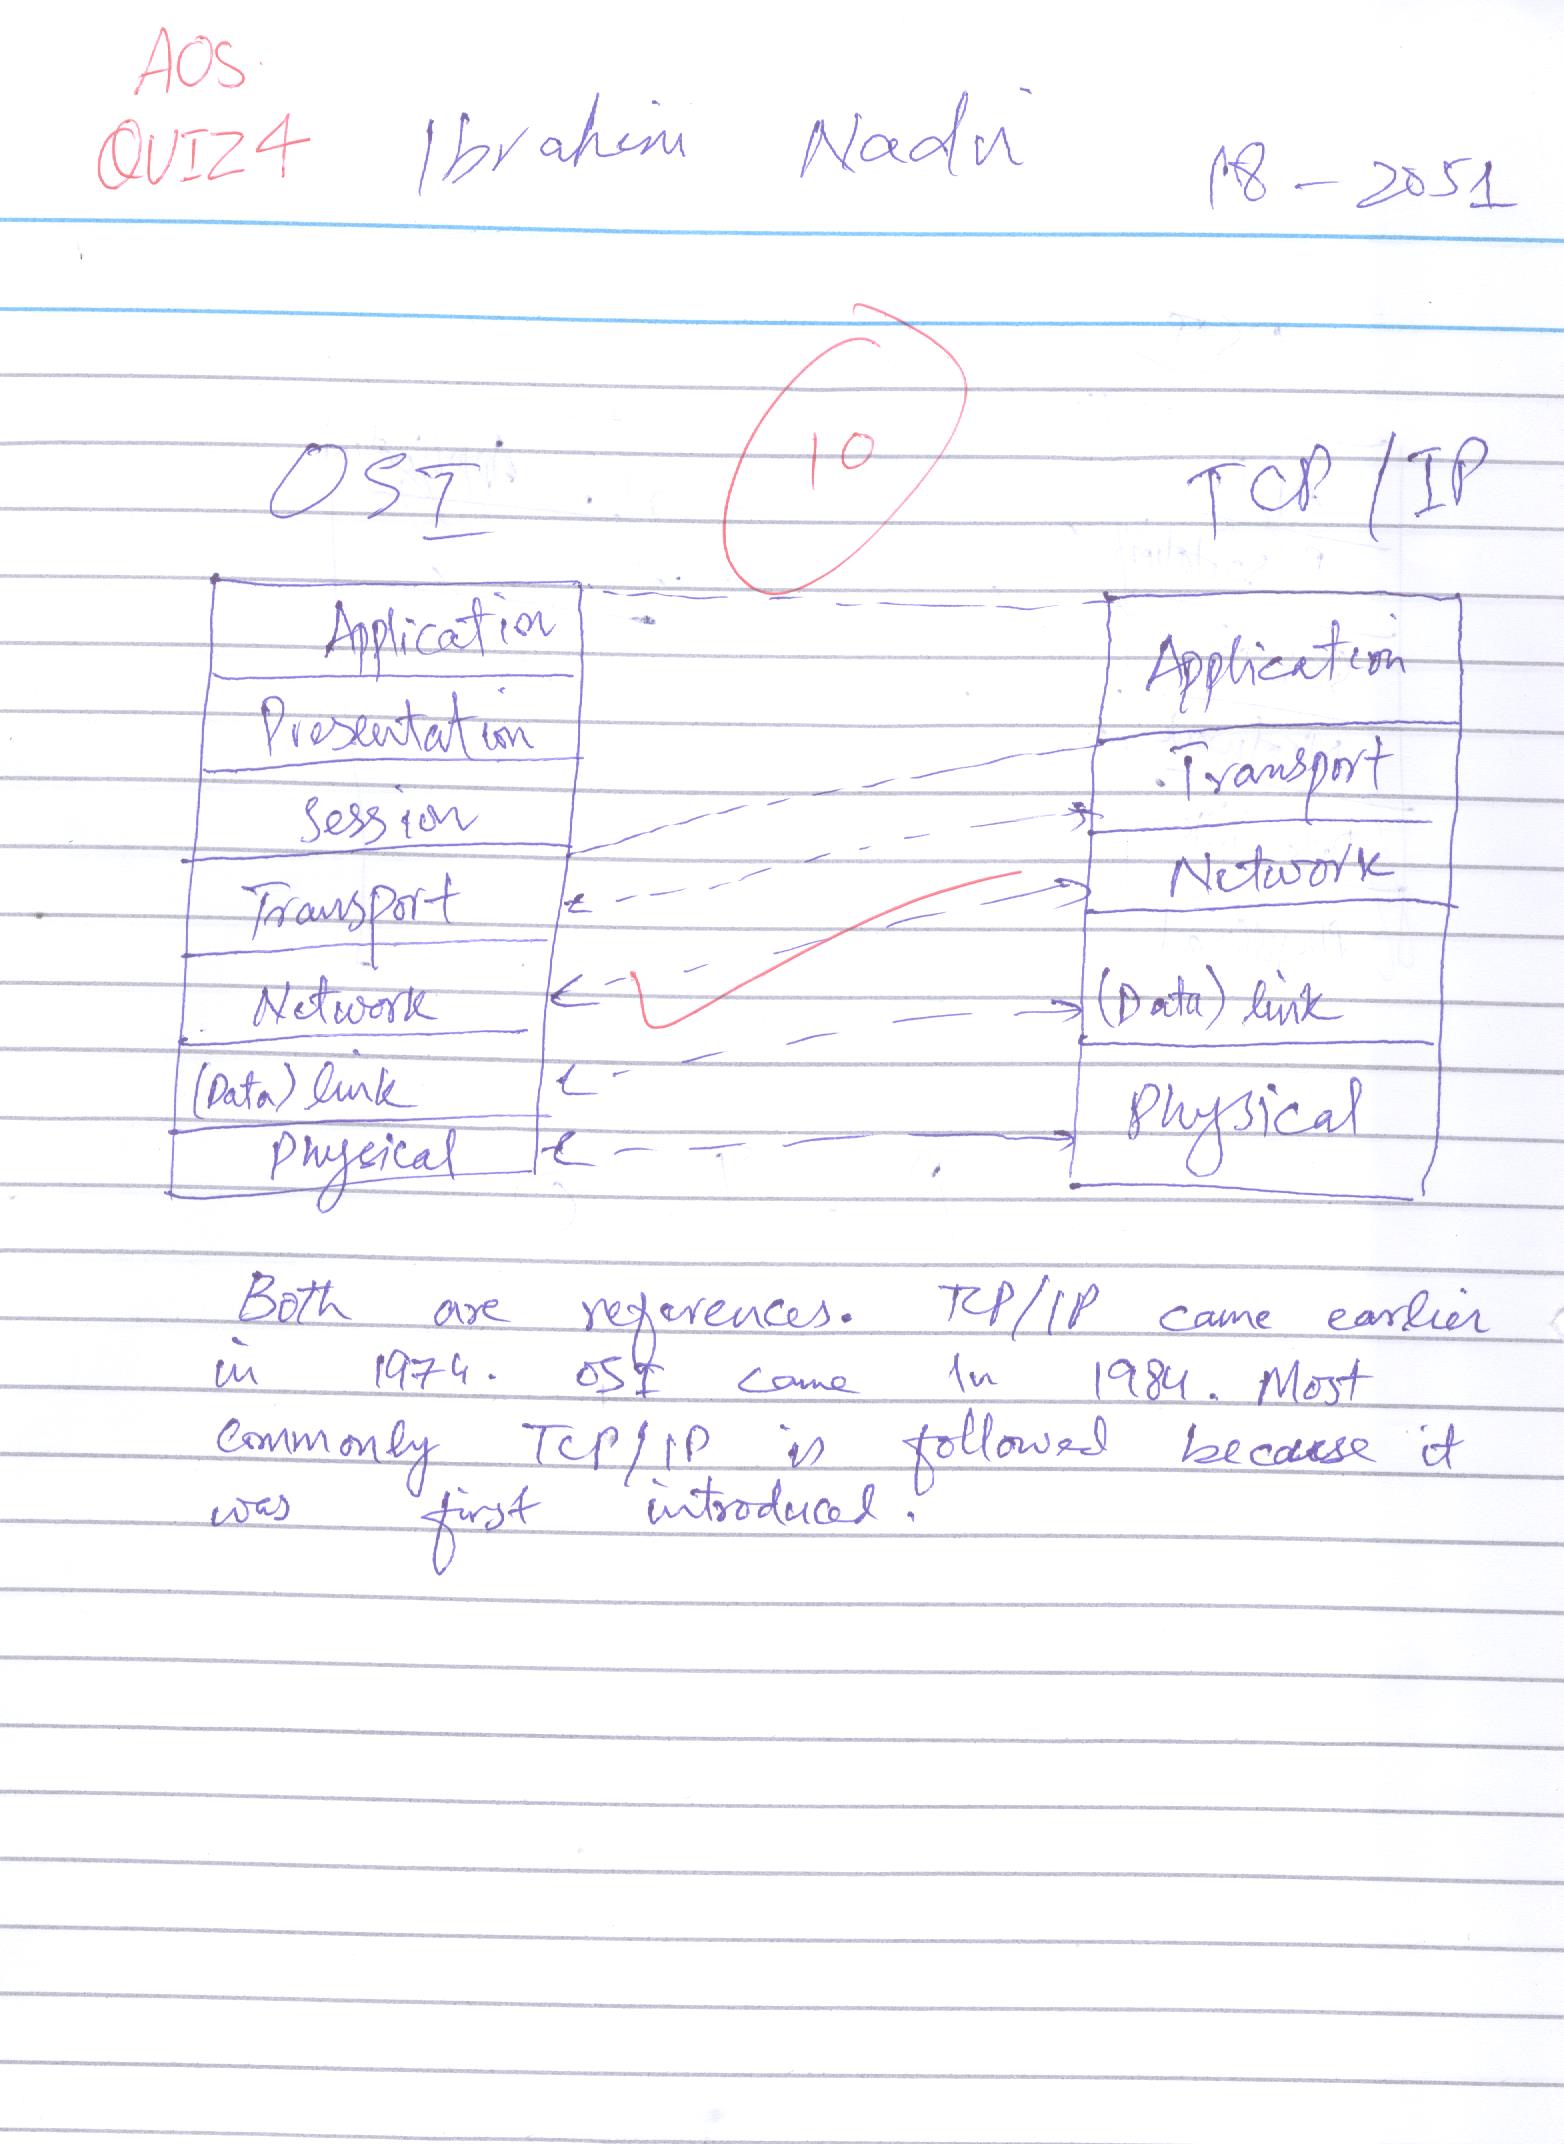 AOS
QUIZ 4 Ibrahim Nadir 18-2051
10
OSI TCP/IP
Application
Presentation
Session
Transport
Network
(Data) link
Physical
Application
Transport
Network
(Data) link
Physical
Both are references. TCP/IP came earlier
in 1974. OSI came in 1984. Most
commonly TCP/IP is followed because it
was first introduced.